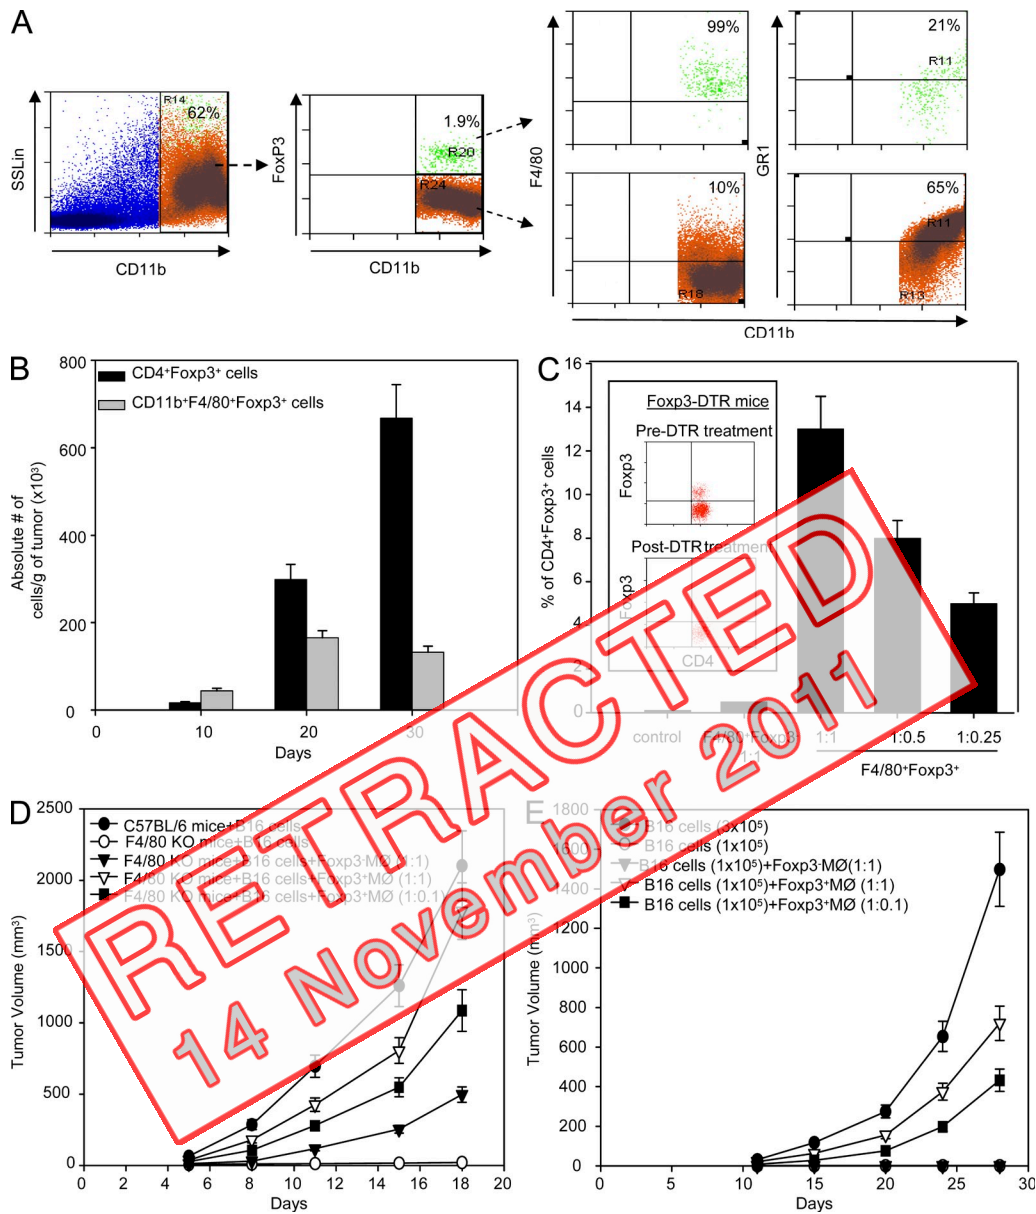 A
SSLin
R14
62%
CD11b
FoxP3
1.9%
R20
R24
CD11b
F4/80
99%
10%
R18
GR1
21%
R11
65%
R11
R13
CD11b
B
Absolute # of
cells/g of tumor (x10³)
800
600
400
200
0
CD4⁺Foxp3⁺ cells
CD11b⁺F4/80⁺Foxp3⁺ cells
0 10 20 30
Days
C
% of CD4⁺Foxp3⁺ cells
16
14
12
10
8
6
4
2
0
Foxp3-DTR mice
Pre-DTR treatment
Foxp3
Post-DTR treatment
Foxp3
CD4
control
F4/80⁺Foxp3⁻
1:1
1:1 1:0.5 1:0.25
F4/80⁺Foxp3⁺
RETRACTED
14 November 2011
D
Tumor Volume (mm³)
2500
2000
1000
500
0
C57BL/6 mice+B16 cells
F4/80 KO mice+B16 cells
F4/80 KO mice+B16 cells+Foxp3⁻MØ (1:1)
F4/80 KO mice+B16 cells+Foxp3⁺MØ (1:1)
F4/80 KO mice+B16 cells+Foxp3⁺MØ (1:0.1)
0 2 4 6 8 10 12 14 16 18 20
Days
E
Tumor Volume (mm³)
1800
1600
1400
1200
1000
600
400
200
0
B16 cells (3x10⁵)
B16 cells (1x10⁵)
B16 cells (1x10⁵)+Foxp3⁻MØ(1:1)
B16 cells (1x10⁵)+Foxp3⁺MØ (1:1)
B16 cells (1x10⁵)+Foxp3⁺MØ (1:0.1)
0 5 10 15 20 25 30
Days